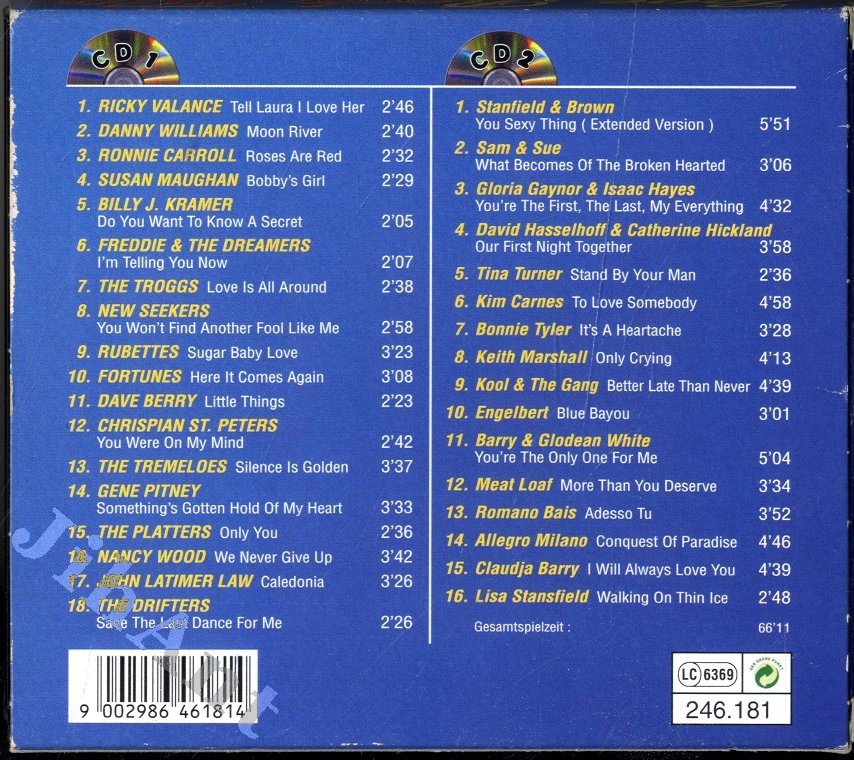 CD 1
1. RICKY VALANCE Tell Laura I Love Her 2'46
2. DANNY WILLIAMS Moon River 2'40
3. RONNIE CARROLL Roses Are Red 2'32
4. SUSAN MAUGHAN Bobby's Girl 2'29
5. BILLY J. KRAMER
Do You Want To Know A Secret 2'05
6. FREDDIE & THE DREAMERS
I'm Telling You Now 2'07
7. THE TROGGS Love Is All Around 2'38
8. NEW SEEKERS
You Won't Find Another Fool Like Me 2'58
9. RUBETTES Sugar Baby Love 3'23
10. FORTUNES Here It Comes Again 3'08
11. DAVE BERRY Little Things 2'23
12. CHRISPIAN ST. PETERS
You Were On My Mind 2'42
13. THE TREMELOES Silence Is Golden 3'37
14. GENE PITNEY
Something's Gotten Hold Of My Heart 3'33
15. THE PLATTERS Only You 2'36
16. NANCY WOOD We Never Give Up 3'42
17. JOHN LATIMER LAW Caledonia 3'26
18. THE DRIFTERS
Save The Last Dance For Me 2'26
CD 2
1. Stanfield & Brown
You Sexy Thing ( Extended Version ) 5'51
2. Sam & Sue
What Becomes Of The Broken Hearted 3'06
3. Gloria Gaynor & Isaac Hayes
You're The First, The Last, My Everything 4'32
4. David Hasselhoff & Catherine Hickland
Our First Night Together 3'58
5. Tina Turner Stand By Your Man 2'36
6. Kim Carnes To Love Somebody 4'58
7. Bonnie Tyler It's A Heartache 3'28
8. Keith Marshall Only Crying 4'13
9. Kool & The Gang Better Late Than Never 4'39
10. Engelbert Blue Bayou 3'01
11. Barry & Glodean White
You're The Only One For Me 5'04
12. Meat Loaf More Than You Deserve 3'34
13. Romano Bais Adesso Tu 3'52
14. Allegro Milano Conquest Of Paradise 4'46
15. Claudja Barry I Will Always Love You 4'39
16. Lisa Stansfield Walking On Thin Ice 2'48
Gesamtspielzeit : 66'11
JihAnt
9 002986 461814
LC 6369
DER GRÜNE PUNKT
246.181